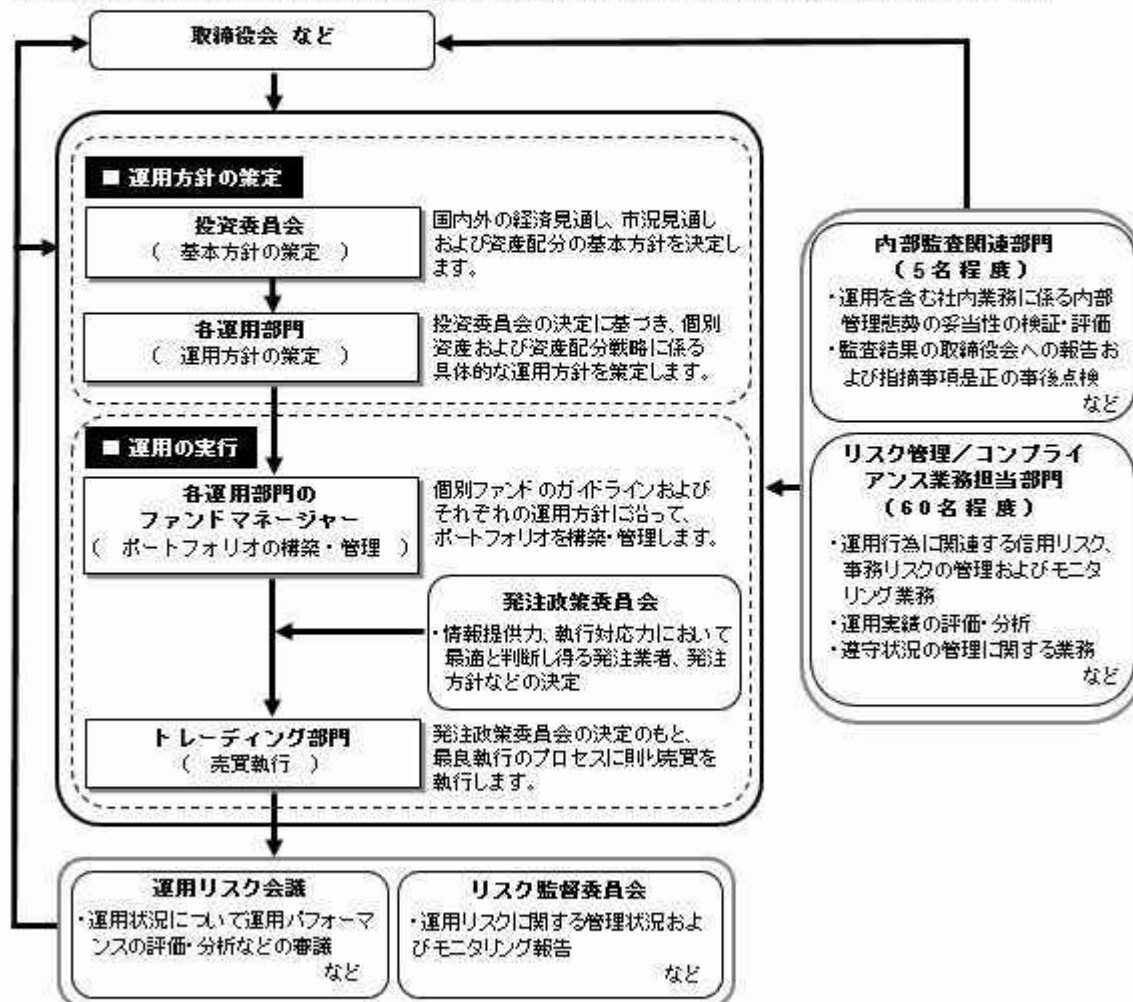 取締役会 など
■ 運用方針の策定
投資委員会
( 基本方針の策定 )
国内外の経済見通し、市況見通し
および資産配分の基本方針を決定し
ます。
各運用部門
( 運用方針の策定 )
投資委員会の決定に基づき、個別
資産および資産配分戦略に係る
具体的な運用方針を策定します。
■ 運用の実行
各運用部門の
ファンドマネージャー
( ポートフォリオの構築・管理 )
個別ファンドのガイドラインおよび
それぞれの運用方針に沿って、
ポートフォリオを構築・管理します。
発注政策委員会
・情報提供力、執行対応力において
最適と判断し得る発注業者、発注
方針などの決定
トレーディング部門
( 売買執行 )
発注政策委員会の決定のもと、
最良執行のプロセスに則り売買を
執行します。
内部監査関連部門
(5名程度)
・運用を含む社内業務に係る内部
管理態勢の妥当性の検証・評価
・監査結果の取締役会への報告お
よび指摘事項是正の事後点検
など
リスク管理/コンプライ
アンス業務担当部門
(60名程度)
・運用行為に関連する信用リスク、
事務リスクの管理およびモニタ
リング業務
・運用実績の評価・分析
・遵守状況の管理に関する業務
など
運用リスク会議
・運用状況について運用パフォーマ
ンスの評価・分析などの審議
など
リスク監督委員会
・運用リスクに関する管理状況およ
びモニタリング報告
など